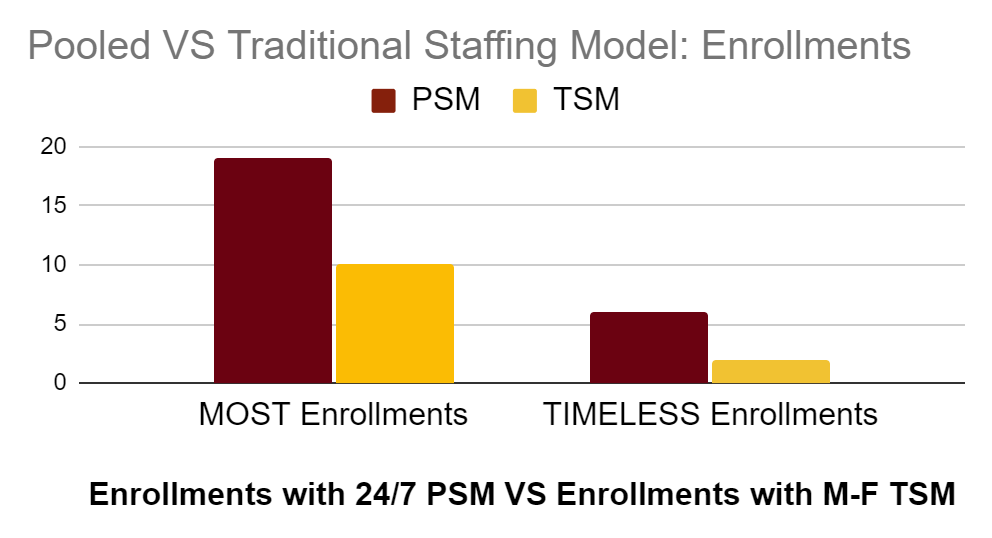 Pooled VS Traditional Staffing Model: Enrollments
PSM TSM
20
15
10
5
0
MOST Enrollments TIMELESS Enrollments
Enrollments with 24/7 PSM VS Enrollments with M-F TSM